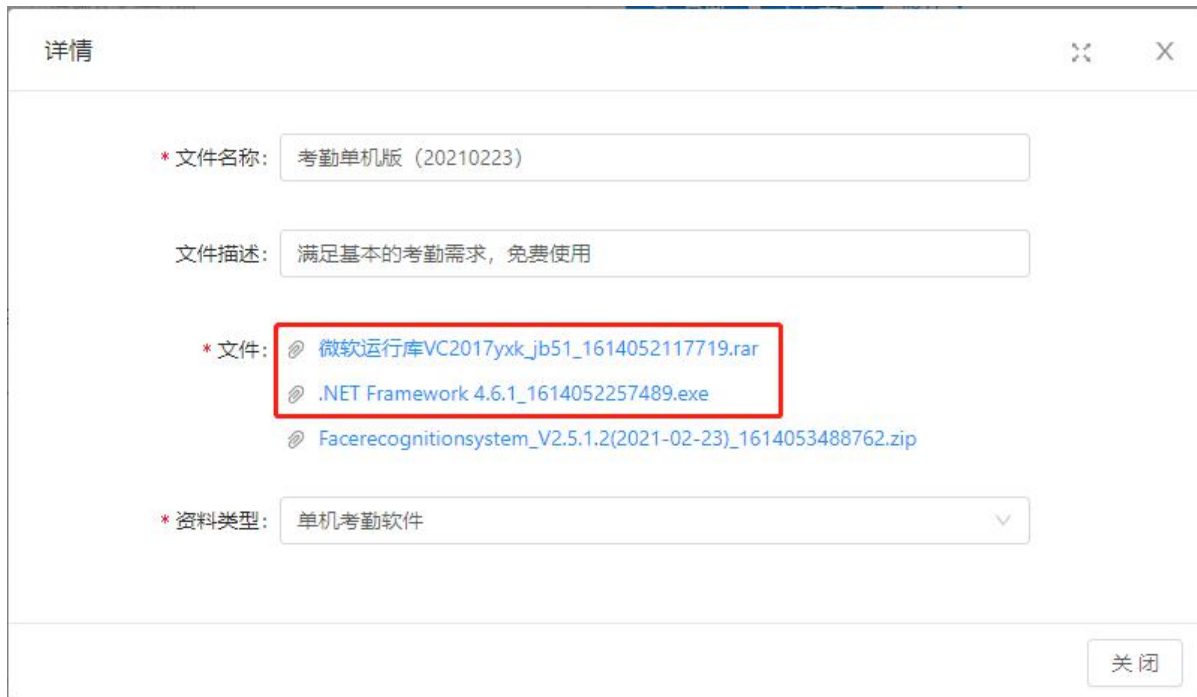 详情
* 文件名称: 考勤单机版（20210223）
文件描述: 满足基本的考勤需求，免费使用
* 文件: 微软运行库VC2017yxk_jb51_1614052117719.rar
.NET Framework 4.6.1_1614052257489.exe
Facerecognitionsystem_V2.5.1.2(2021-02-23)_1614053488762.zip
* 资料类型: 单机考勤软件
关 闭